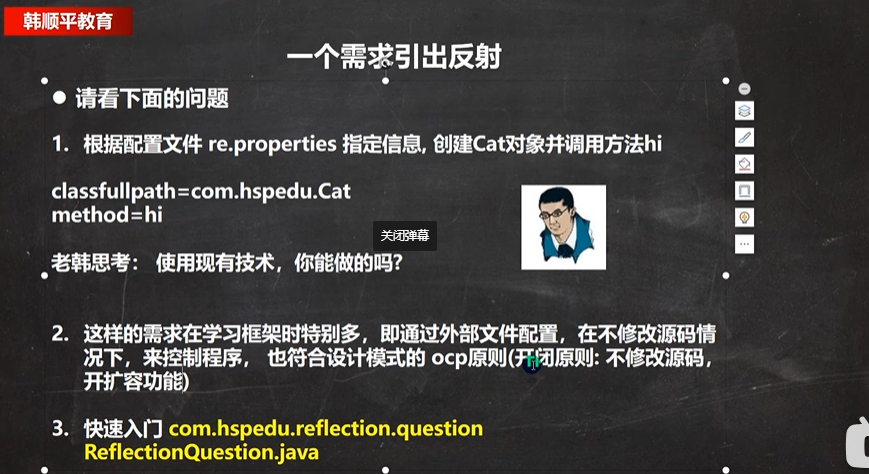 韩顺平教育
一个需求引出反射
● 请看下面的问题
1. 根据配置文件 re.properties 指定信息, 创建Cat对象并调用方法hi
classfullpath=com.hspedu.Cat
method=hi
关闭弹幕
老韩思考： 使用现有技术，你能做的吗?
2. 这样的需求在学习框架时特别多，即通过外部文件配置，在不修改源码情
况下，来控制程序， 也符合设计模式的 ocp原则(开闭原则: 不修改源码，
开扩容功能)
3. 快速入门 com.hspedu.reflection.question
ReflectionQuestion.java